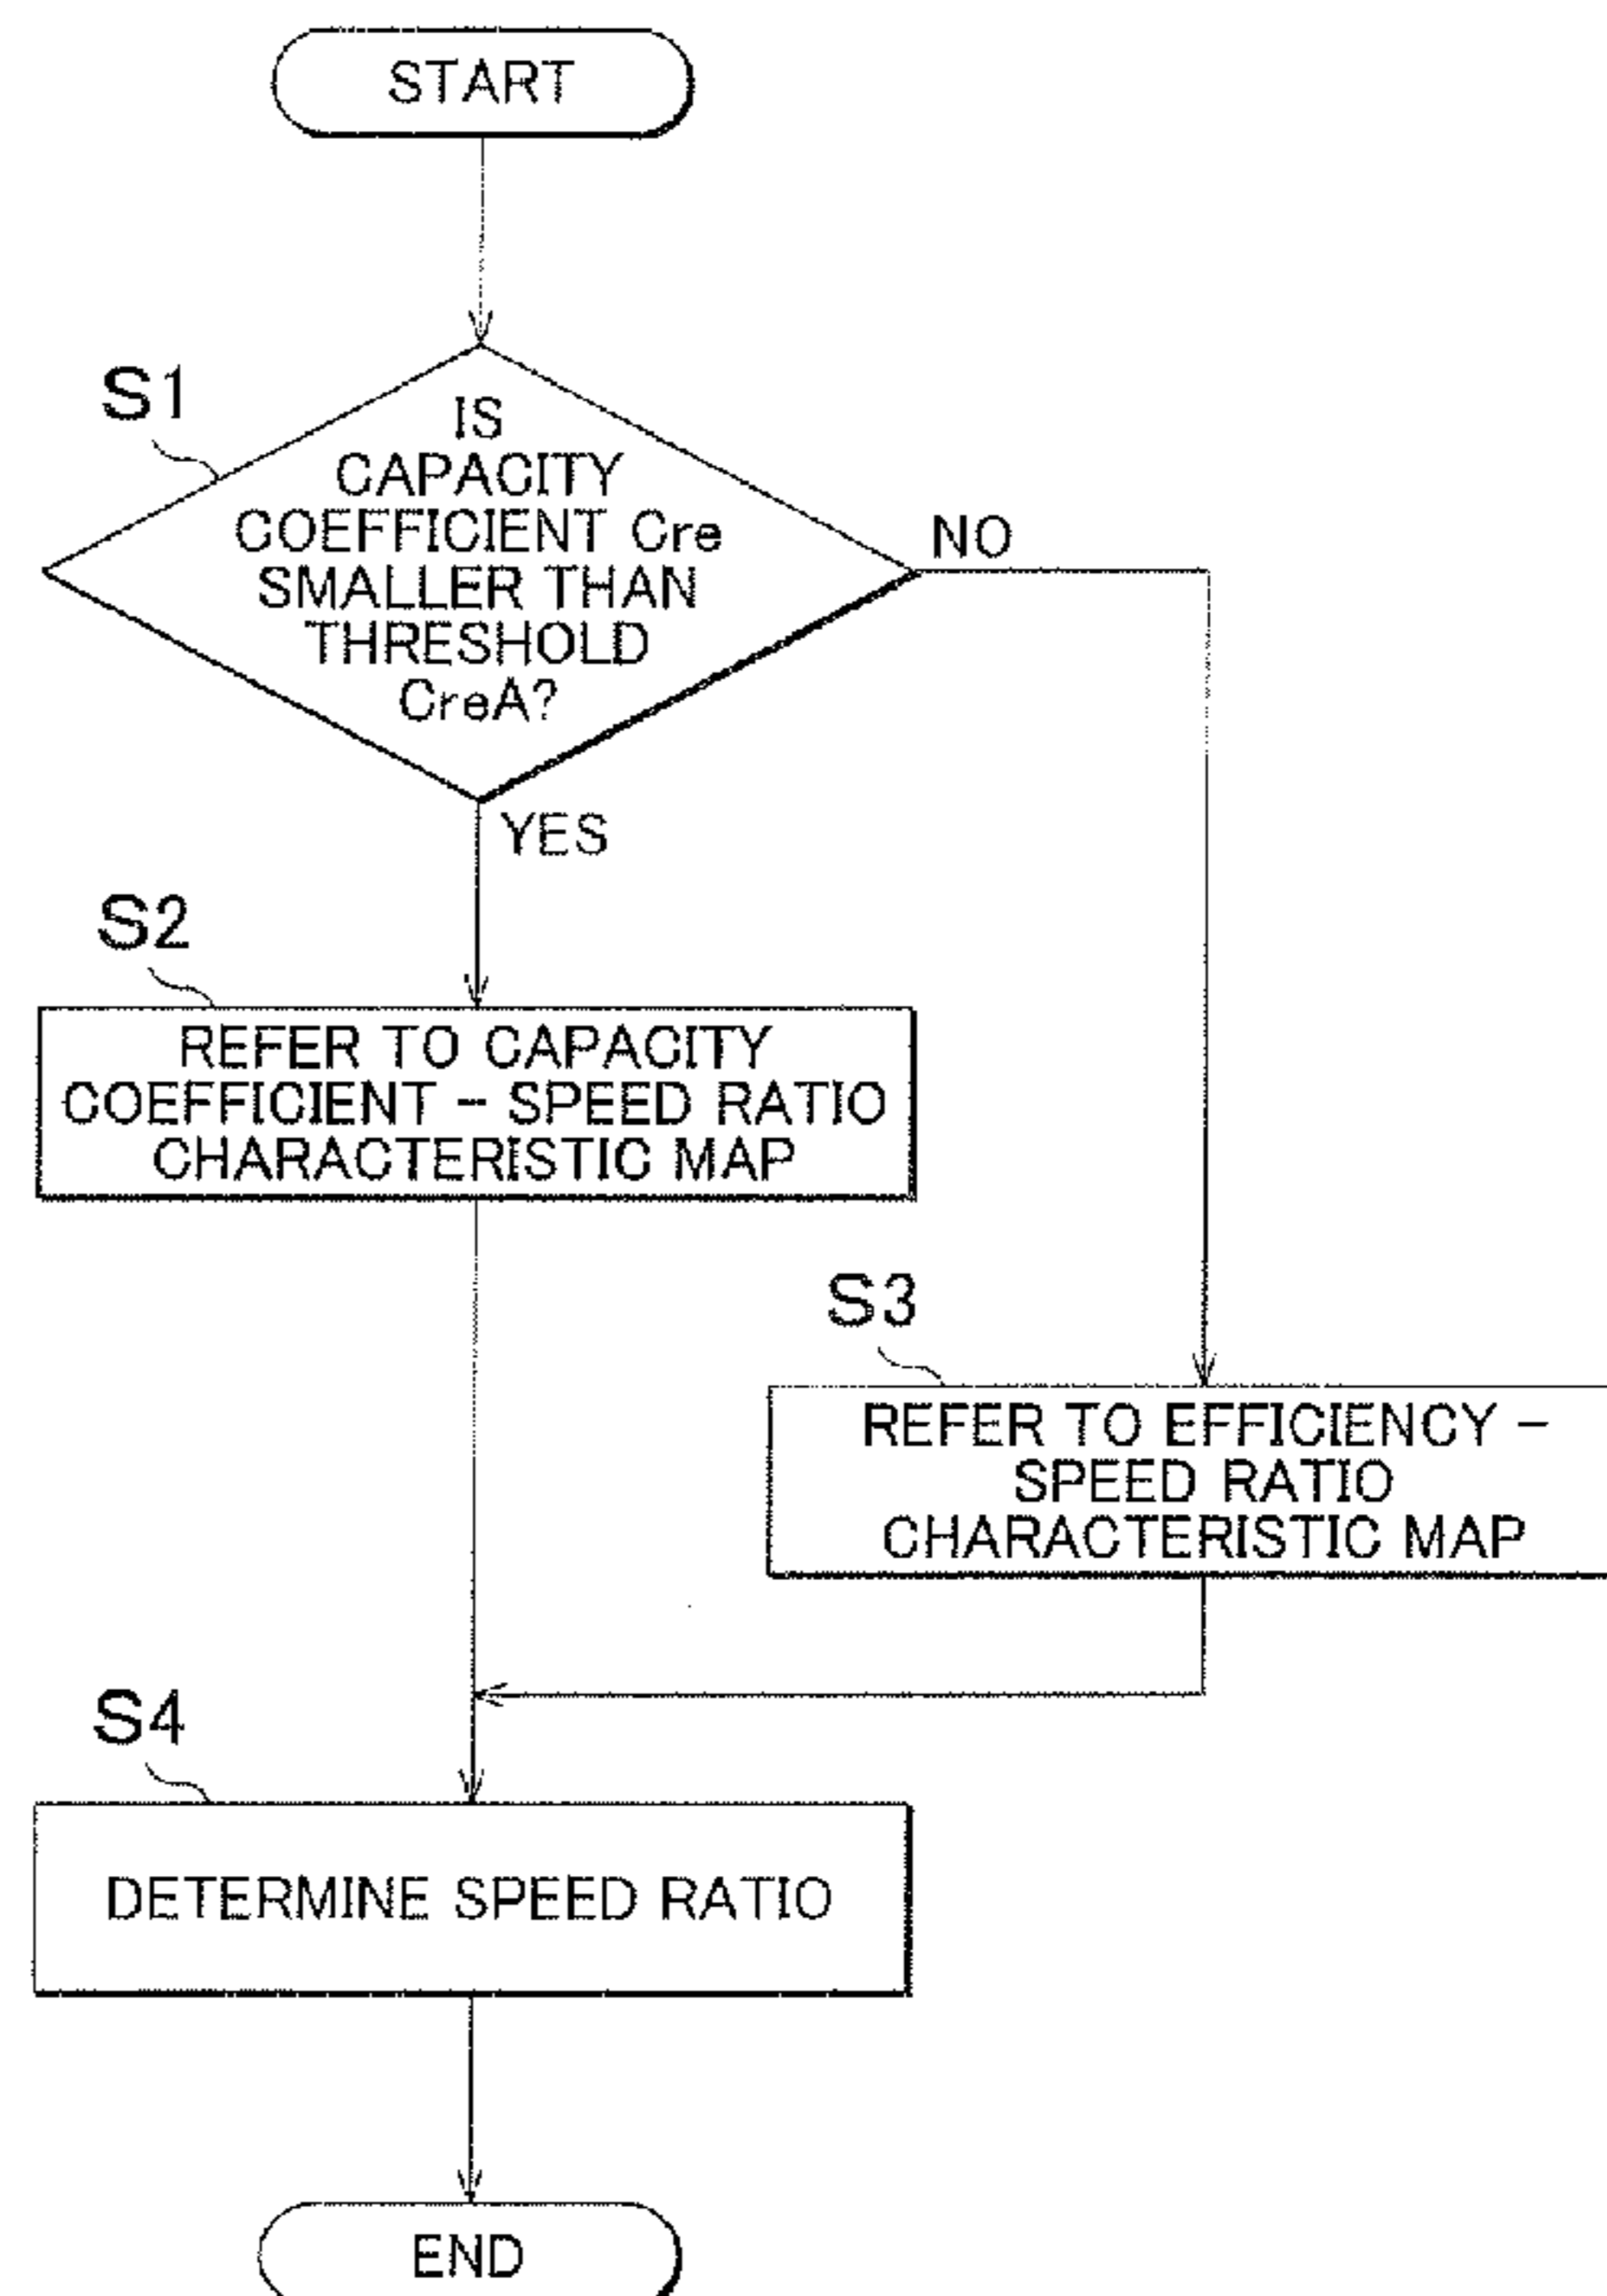 START
S1
IS
CAPACITY
COEFFICIENT Cre
SMALLER THAN
THRESHOLD
CreA?
NO
YES
S2
REFER TO CAPACITY
COEFFICIENT - SPEED RATIO
CHARACTERISTIC MAP
S3
REFER TO EFFICIENCY -
SPEED RATIO
CHARACTERISTIC MAP
S4
DETERMINE SPEED RATIO
END